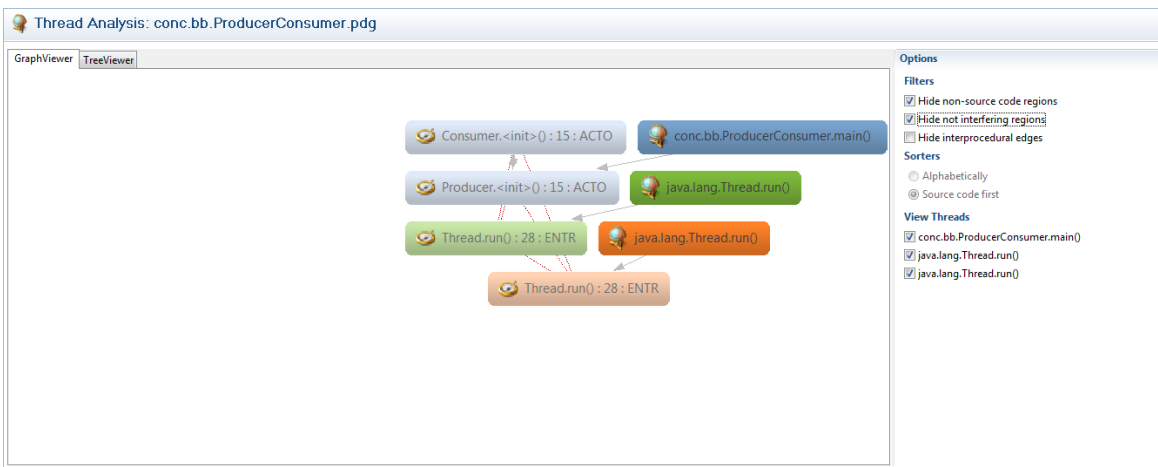 Thread Analysis: conc.bb.ProducerConsumer.pdg
GraphViewer
TreeViewer
Consumer.<init>() : 15 : ACTO
conc.bb.ProducerConsumer.main()
Producer.<init>() : 15 : ACTO
java.lang.Thread.run()
Thread.run() : 28 : ENTR
java.lang.Thread.run()
Thread.run() : 28 : ENTR
Options
Filters
Hide non-source code regions
Hide not interfering regions
Hide interprocedural edges
Sorters
Alphabetically
Source code first
View Threads
conc.bb.ProducerConsumer.main()
java.lang.Thread.run()
java.lang.Thread.run()